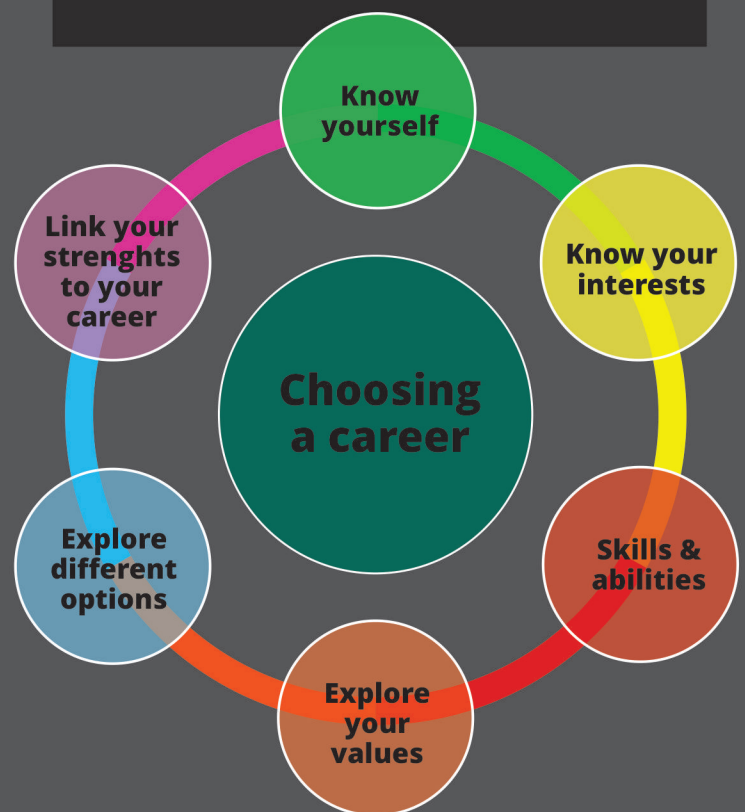 Know
yourself
Know your
interests
Skills &
abilities
Explore
your
values
Explore
different
options
Link your
strenghts
to your
career
Choosing
a career